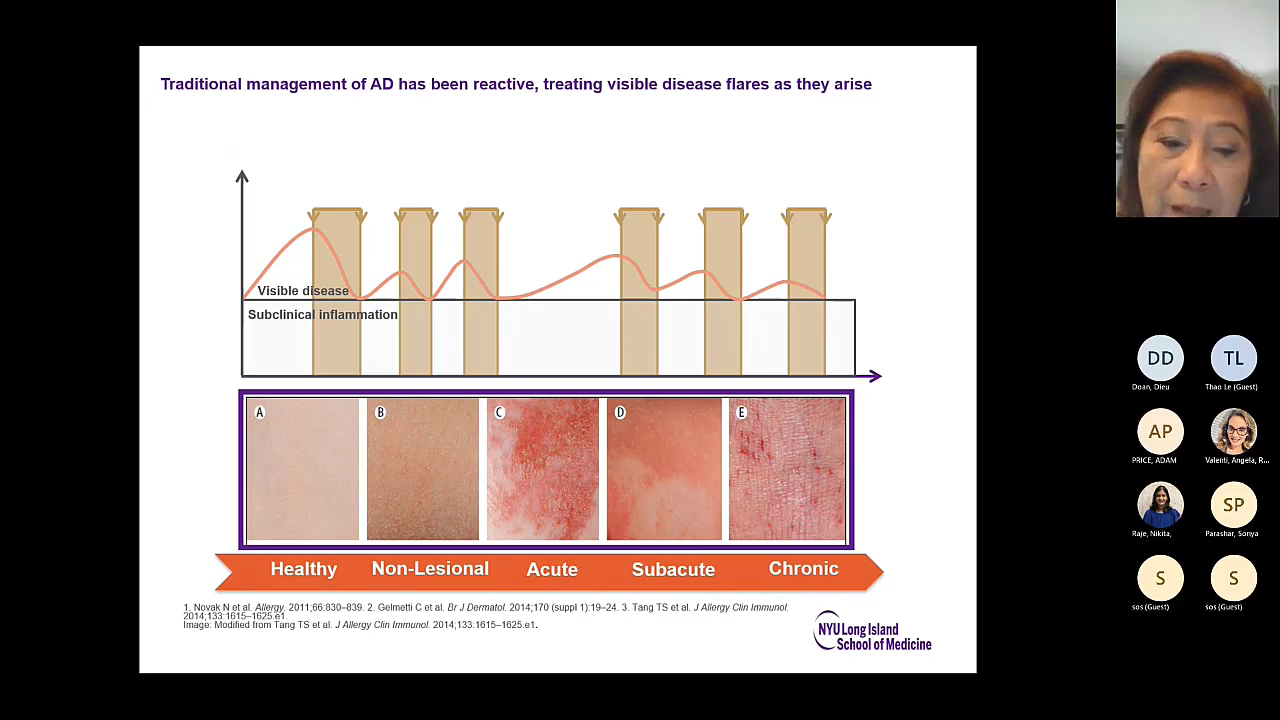 Traditional management of AD has been reactive, treating visible disease flares as they arise
Visible disease
Subclinical inflammation
A
B
C
D
E
Healthy
Non-Lesional
Acute
Subacute
Chronic
1. Novak N et al. Allergy. 2011;66:830–839. 2. Gelmetti C et al. Br J Dermatol. 2014;170 (suppl 1):19–24. 3. Tang TS et al. J Allergy Clin Immunol.
2014;133:1615–1625.e1.
Image: Modified from Tang TS et al. J Allergy Clin Immunol. 2014;133:1615–1625.e1.
NYU Long Island
School of Medicine
DD
Doan, Dieu
TL
Thao Le (Guest)
AP
PRICE, ADAM
Valenti, Angela, R...
Raje, Nikita,
SP
Parashar, Sonya
S
sos (Guest)
S
sos (Guest)